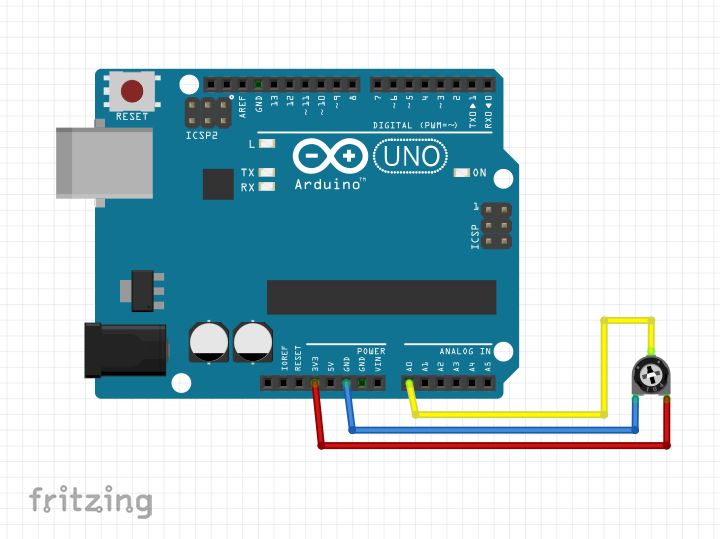 RESET
ICSP2
AREF
GND
13
12
~11
~10
~9
8
7
~6
~5
4
~3
2
TX0▶1
RX0◀0
DIGITAL (PWM=~)
L
TX
RX
UNO
Arduino™
ON
1
ICSP
POWER
ANALOG IN
IOREF
RESET
3V3
5V
GND
GND
VIN
A0
A1
A2
A3
A4
A5
fritzing